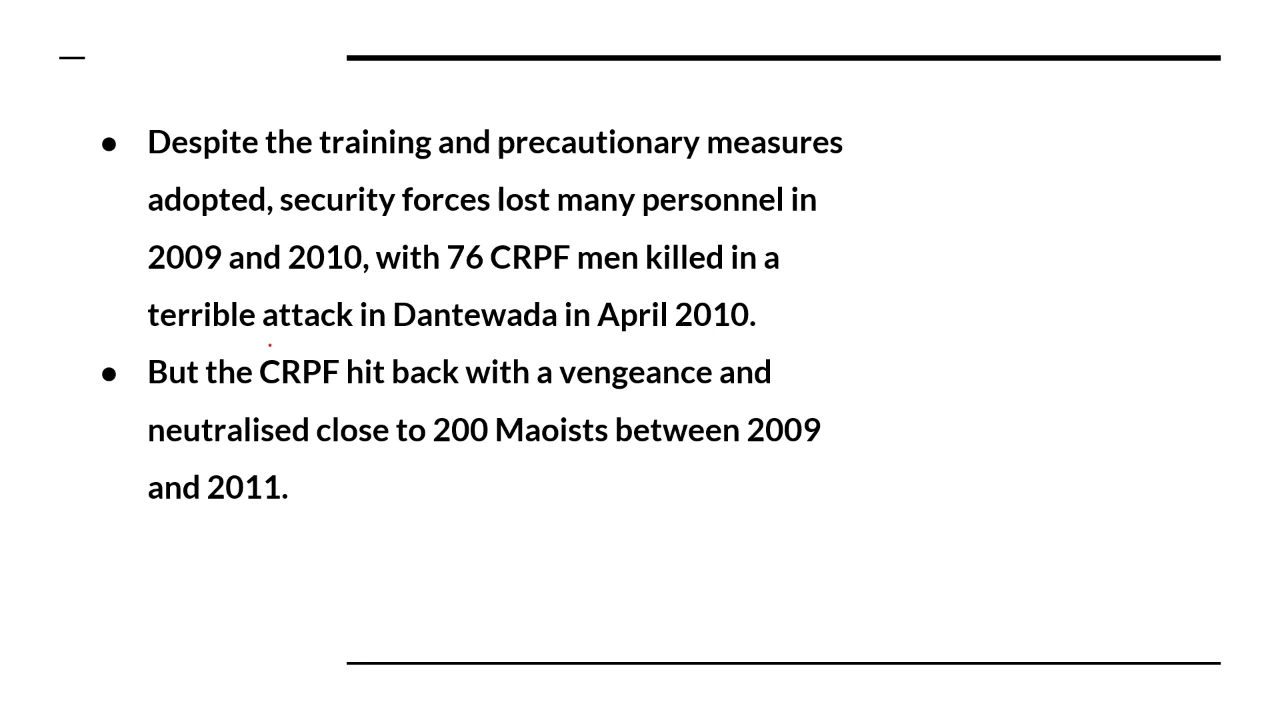 ● Despite the training and precautionary measures
adopted, security forces lost many personnel in
2009 and 2010, with 76 CRPF men killed in a
terrible attack in Dantewada in April 2010.
● But the CRPF hit back with a vengeance and
neutralised close to 200 Maoists between 2009
and 2011.